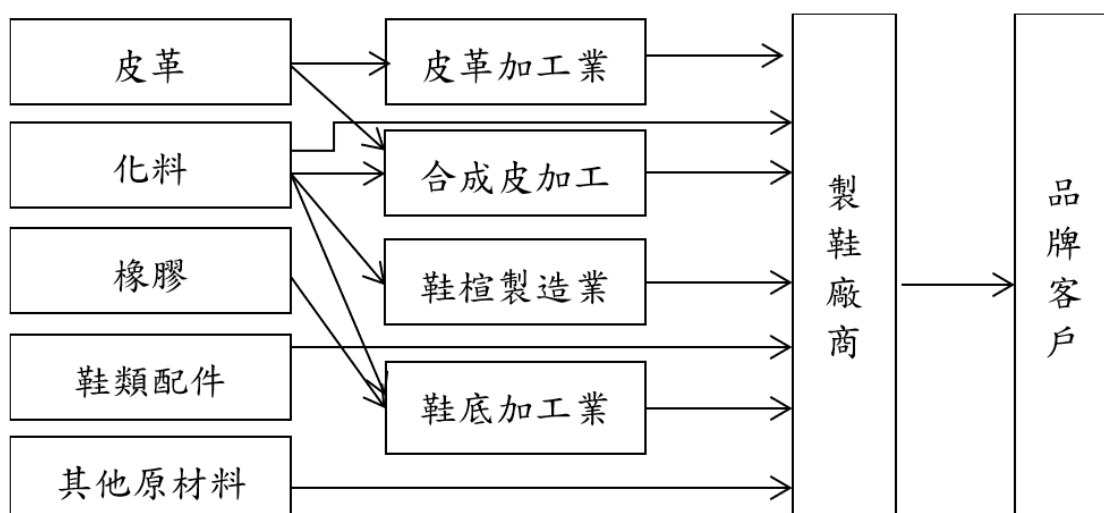 皮革
化料
橡膠
鞋類配件
其他原材料
皮革加工業
合成皮加工
鞋楦製造業
鞋底加工業
製鞋廠商
品牌客戶